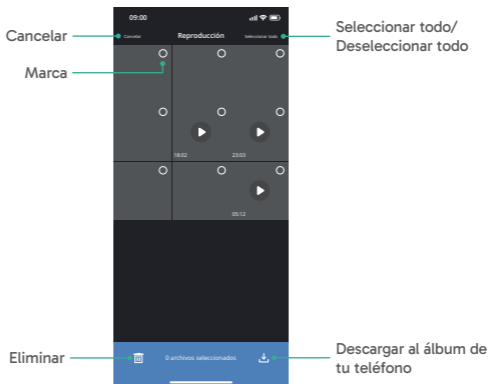 09:00
Cancelar
Reproducción
Seleccionar todo
Cancelar
Seleccionar todo/
Deseleccionar todo
Marca
18:02
23:03
05:12
Eliminar
0 archivos seleccionados
Descargar al álbum de
tu teléfono